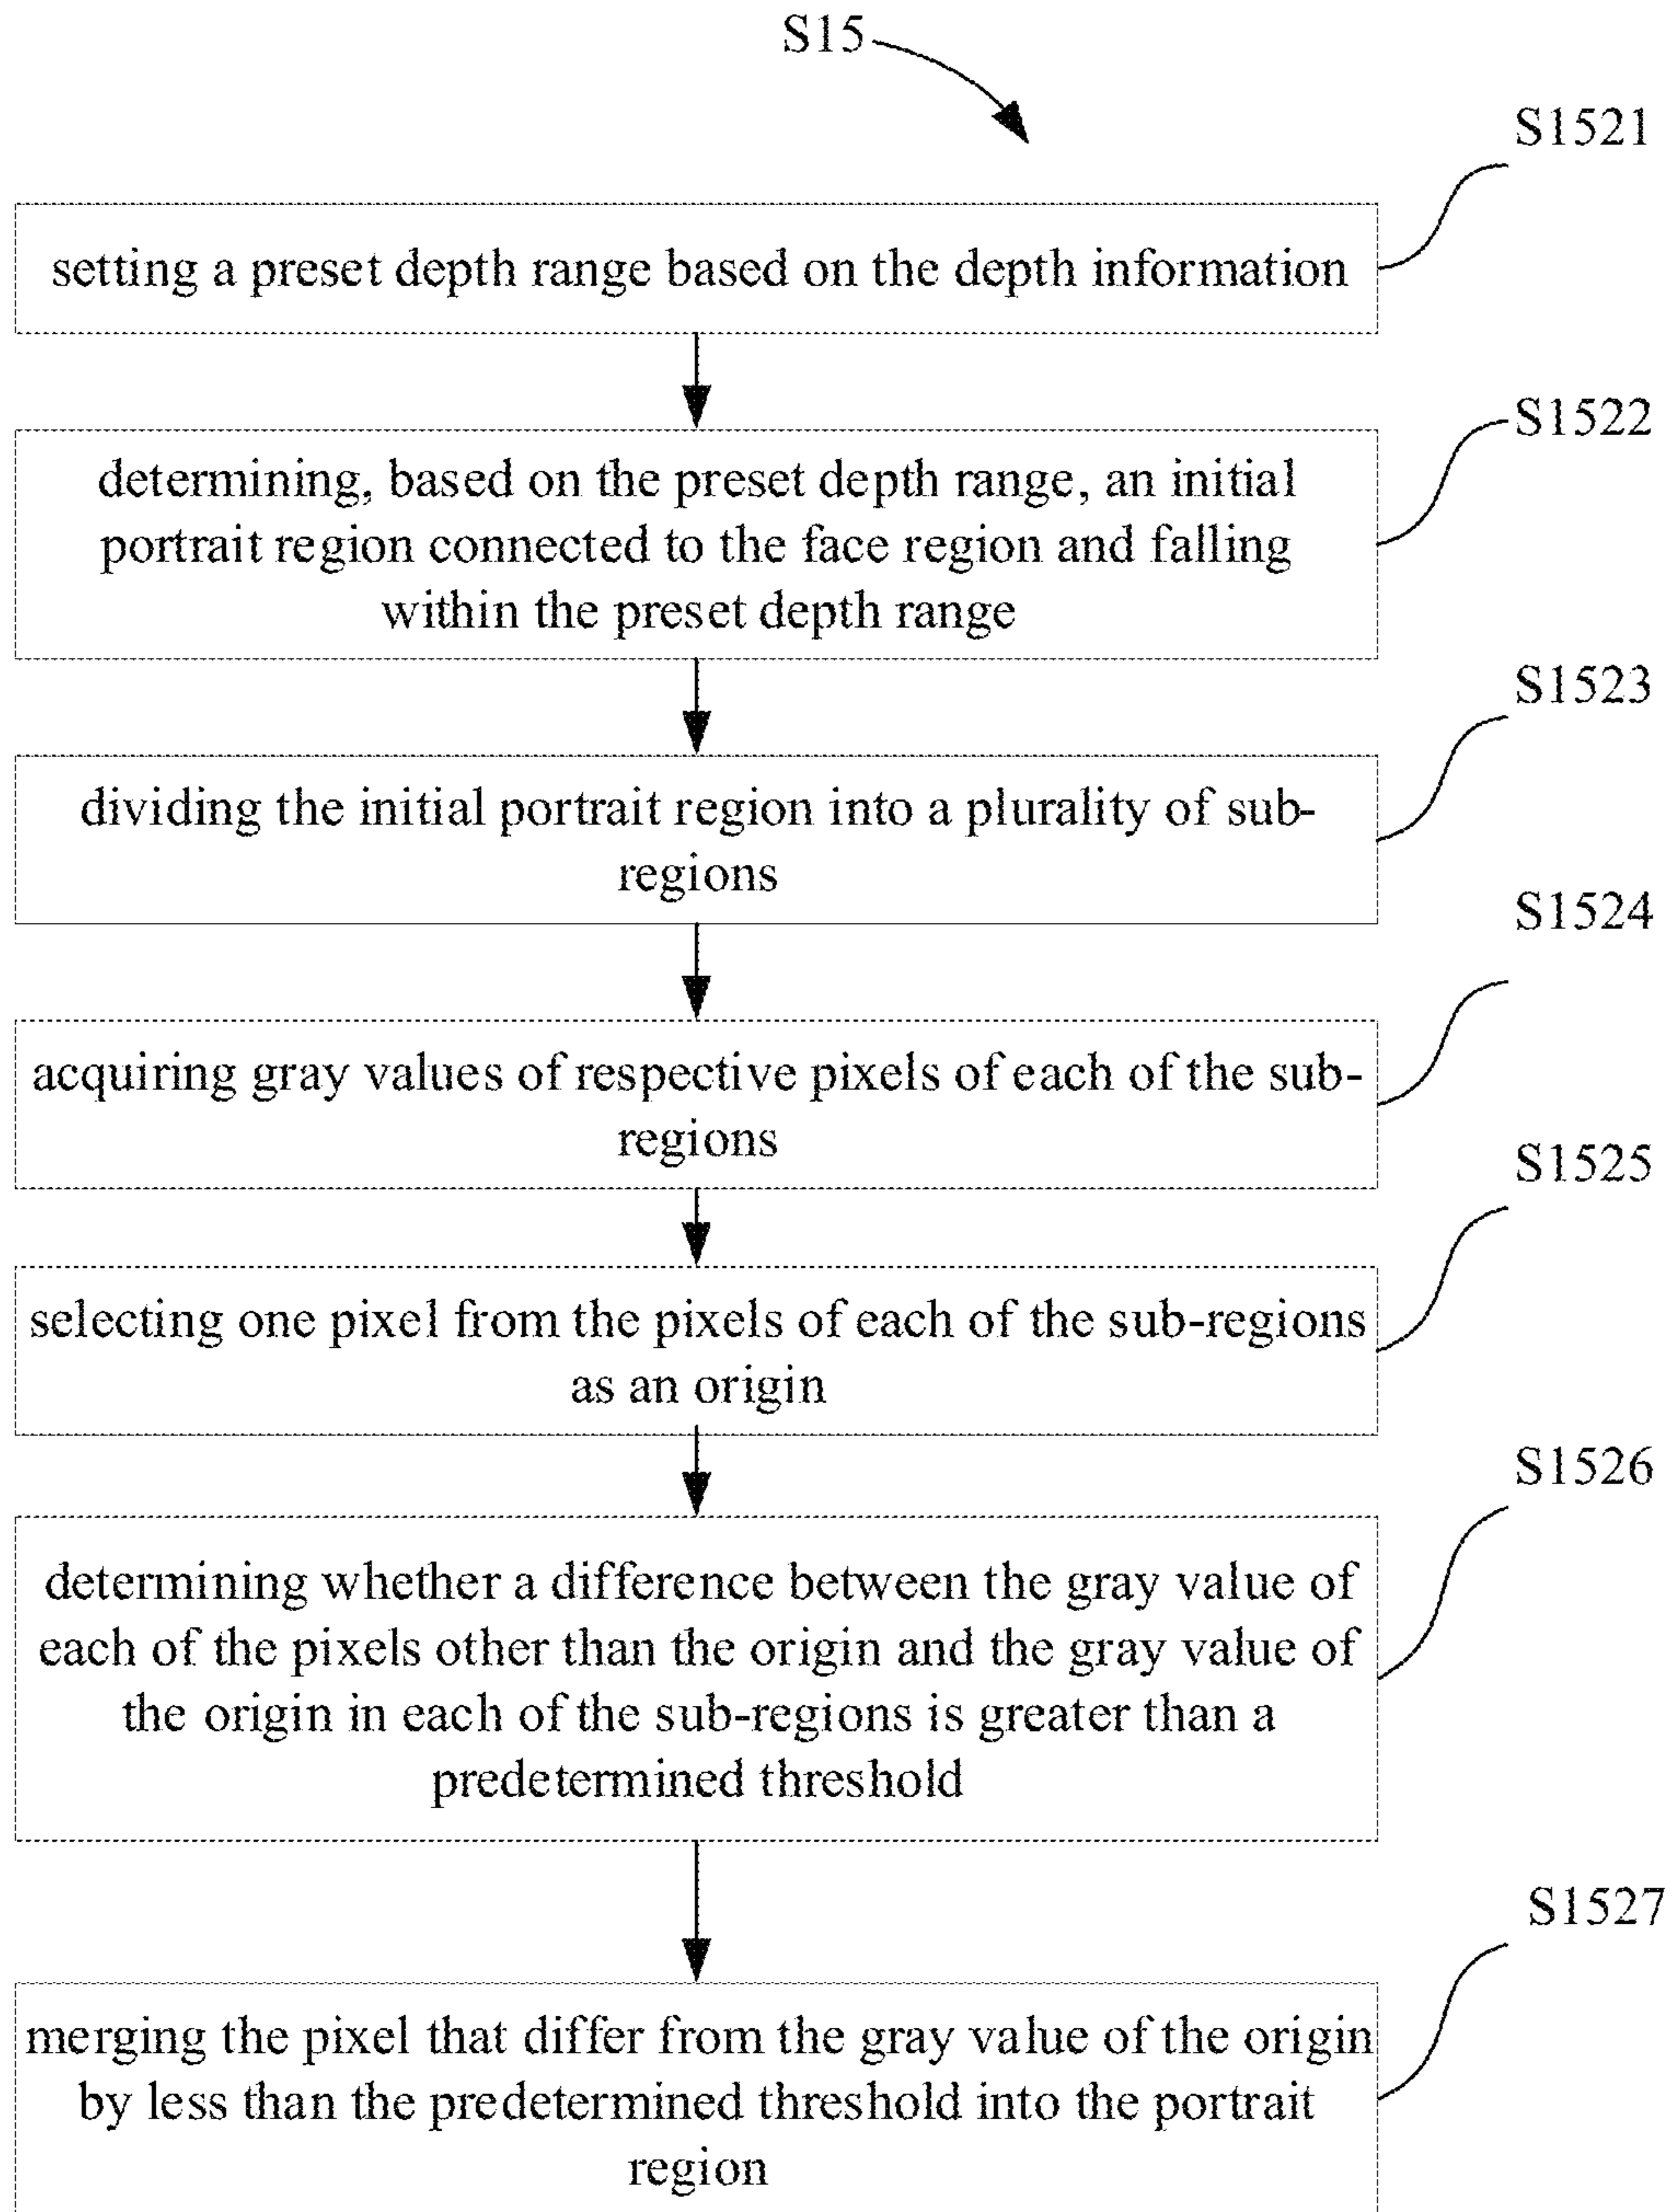 S15
S1521
setting a preset depth range based on the depth information
S1522
determining, based on the preset depth range, an initial
portrait region connected to the face region and falling
within the preset depth range
S1523
dividing the initial portrait region into a plurality of sub-
regions
S1524
acquiring gray values of respective pixels of each of the sub-
regions
S1525
selecting one pixel from the pixels of each of the sub-regions
as an origin
S1526
determining whether a difference between the gray value of
each of the pixels other than the origin and the gray value of
the origin in each of the sub-regions is greater than a
predetermined threshold
S1527
merging the pixel that differ from the gray value of the origin
by less than the predetermined threshold into the portrait
region